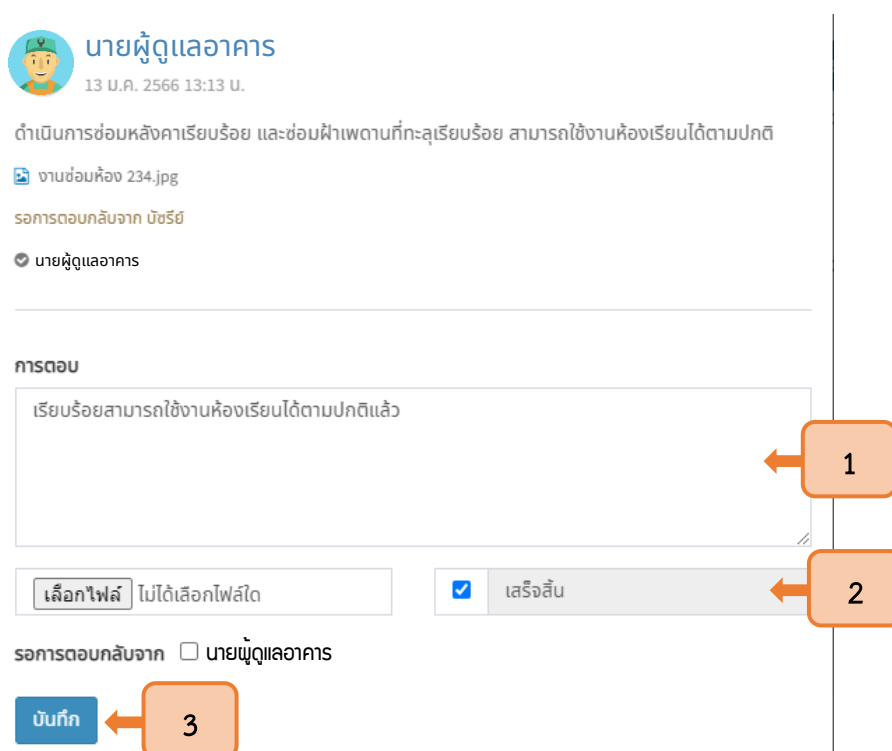 นายผู้ดูแลอาคาร
13 ม.ค. 2566 13:13 น.
ดำเนินการซ่อมหลังคาเรียบร้อย และซ่อมฝ้าเพดานที่ทะลุเรียบร้อย สามารถใช้งานห้องเรียนได้ตามปกติ
งานซ่อมห้อง 234.jpg
รอการตอบกลับจาก บัซรีย์
นายผู้ดูแลอาคาร
การตอบ
เรียบร้อยสามารถใช้งานห้องเรียนได้ตามปกติแล้ว
1
เลือกไฟล์ ไม่ได้เลือกไฟล์ใด
เสร็จสิ้น
2
รอการตอบกลับจาก นายผู้ดูแลอาคาร
บันทึก
3